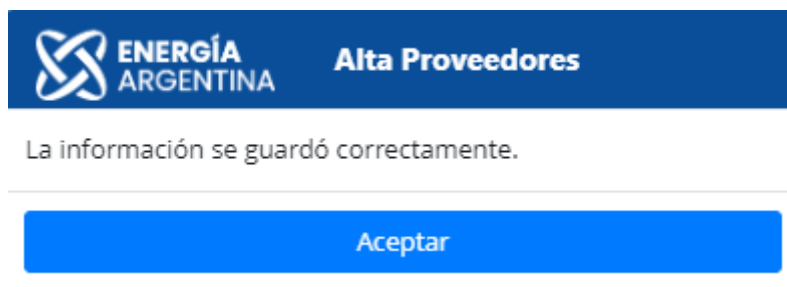 ENERGÍA
ARGENTINA
Alta Proveedores
La información se guardó correctamente.
Aceptar